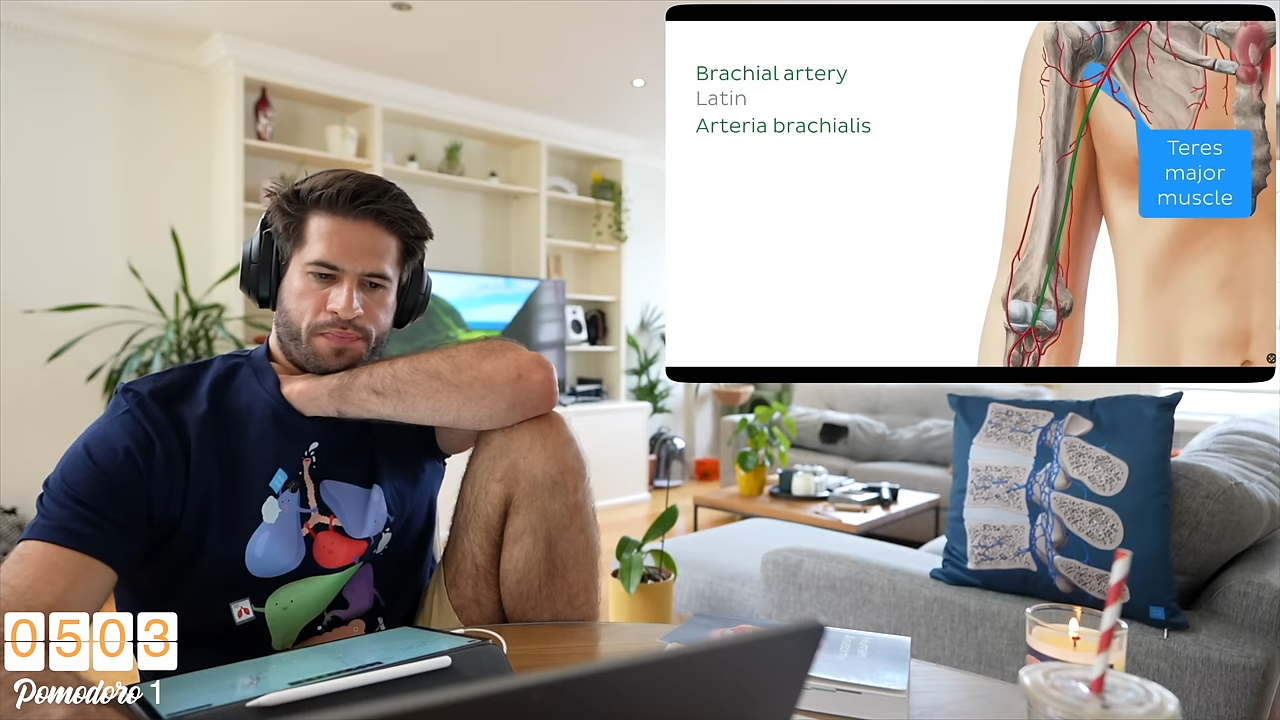 Brachial artery
Latin
Arteria brachialis
Teres
major
muscle
0503
Pomodoro 1